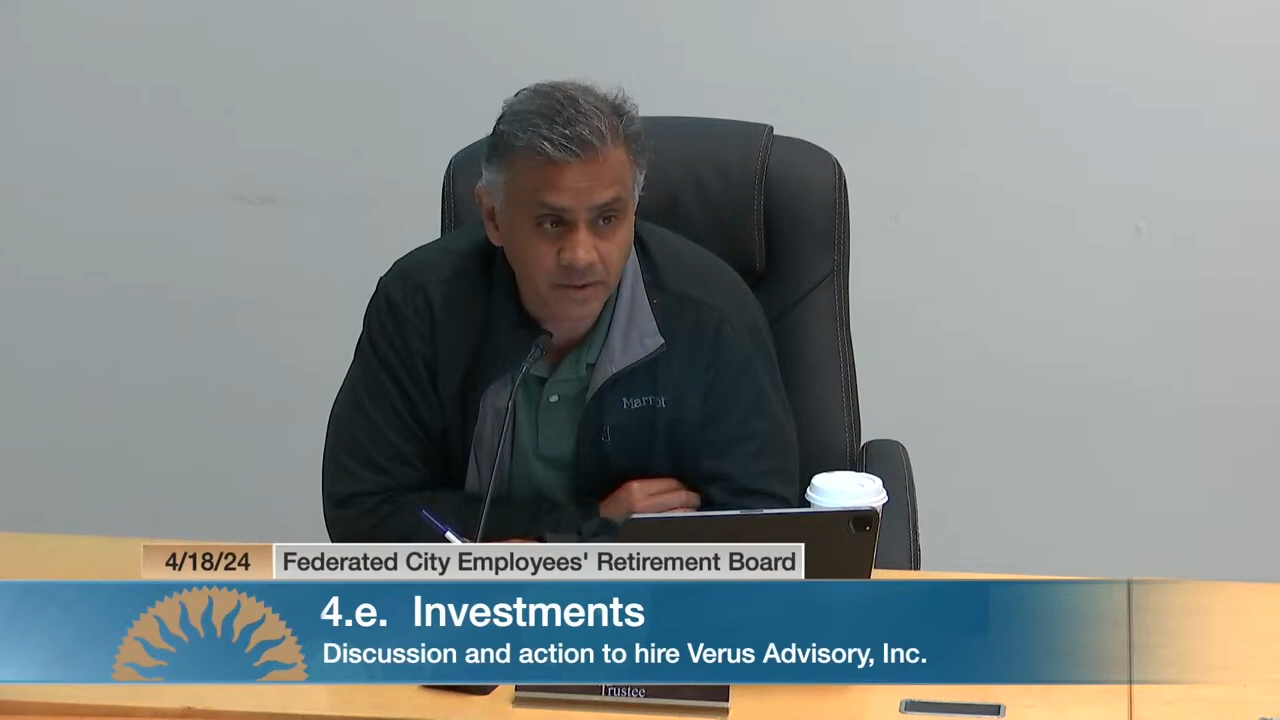 Marmot
4/18/24 Federated City Employees' Retirement Board
4.e. Investments
Discussion and action to hire Verus Advisory, Inc.
Trustee